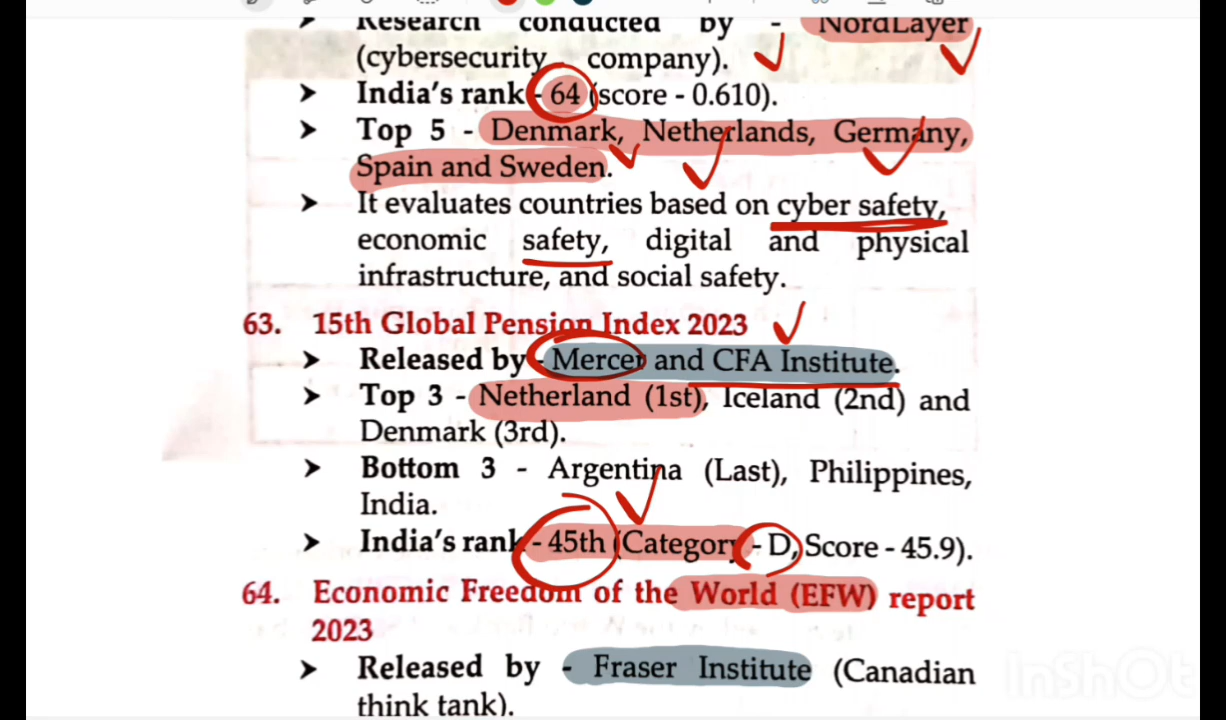 ➤ Research conducted by - NordLayer
(cybersecurity company).
➤ India's rank - 64 (score - 0.610).
➤ Top 5 - Denmark, Netherlands, Germany,
Spain and Sweden.
➤ It evaluates countries based on cyber safety,
economic safety, digital and physical
infrastructure, and social safety.
63. 15th Global Pension Index 2023
➤ Released by - Mercer and CFA Institute.
➤ Top 3 - Netherland (1st), Iceland (2nd) and
Denmark (3rd).
➤ Bottom 3 - Argentina (Last), Philippines,
India.
➤ India's rank - 45th (Category - D, Score - 45.9).
64. Economic Freedom of the World (EFW) report
2023
➤ Released by - Fraser Institute (Canadian
think tank).
InShOt